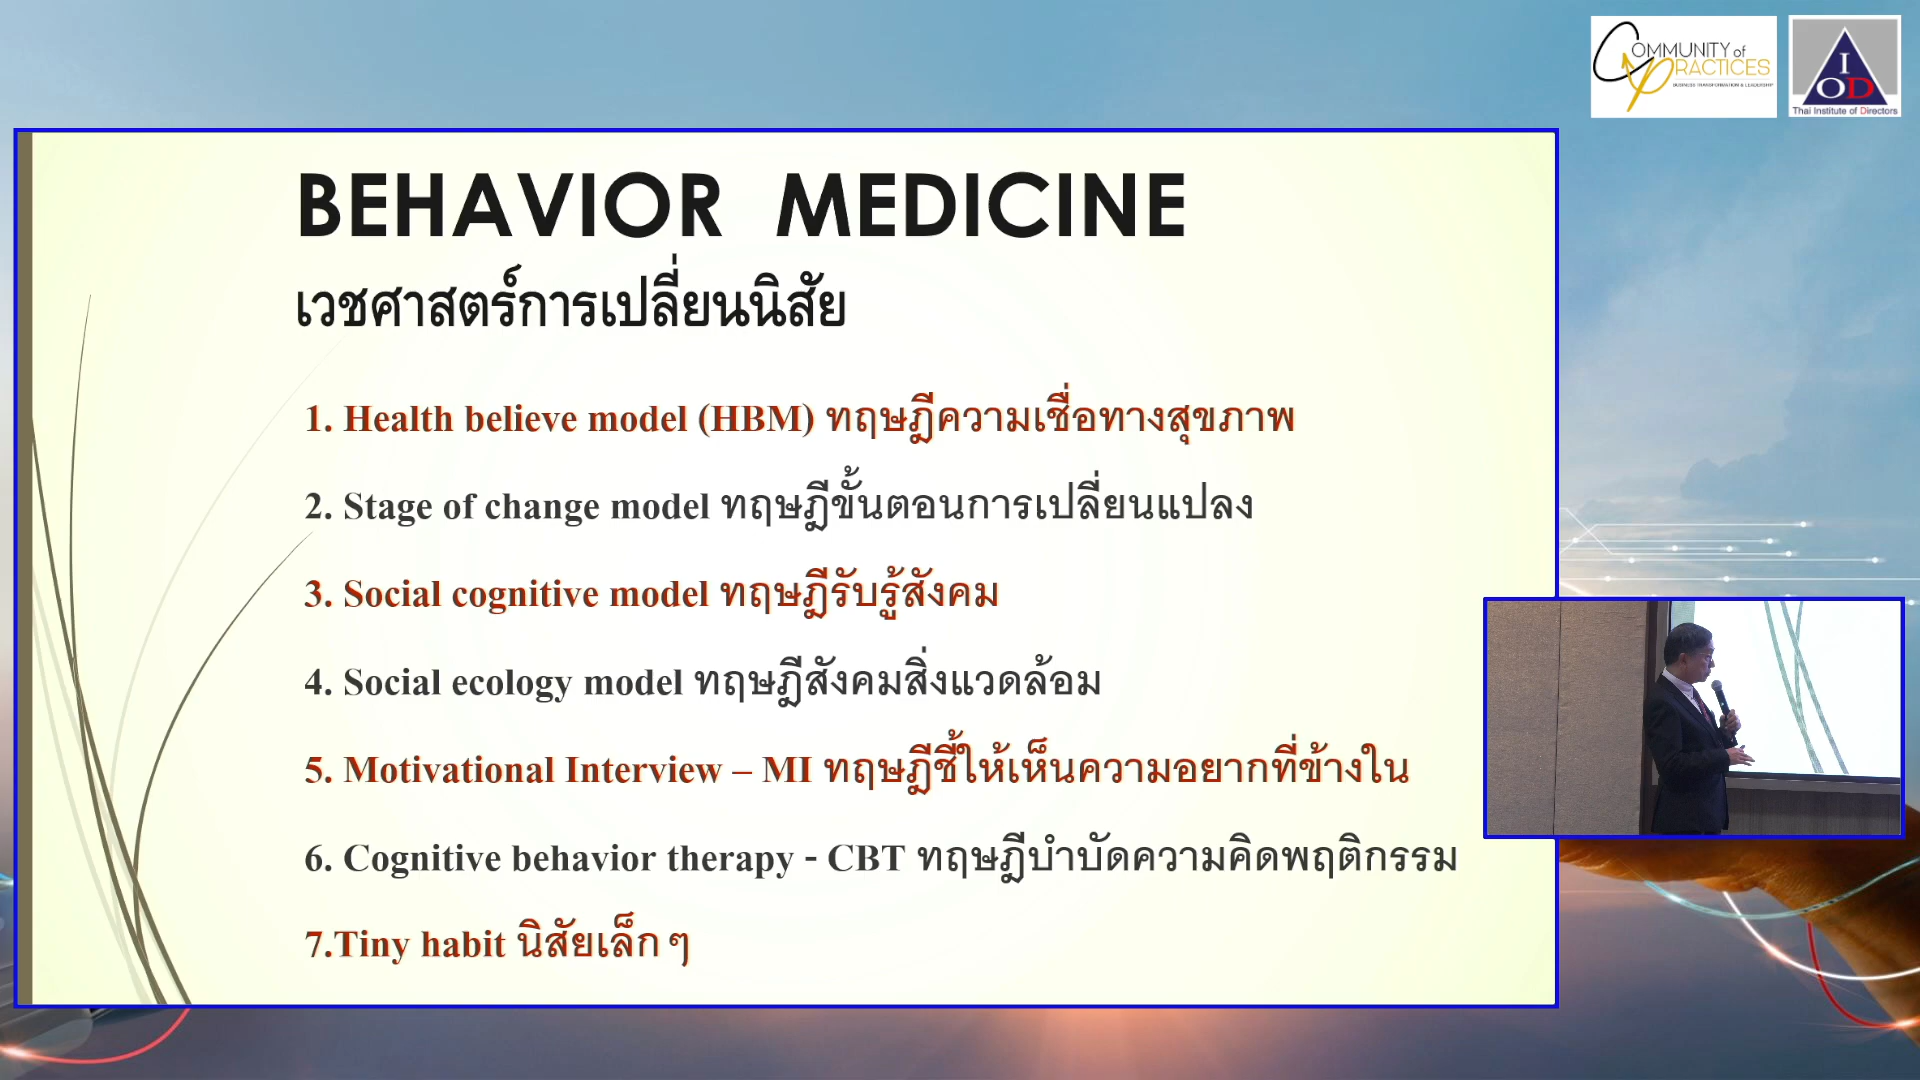 COMMUNITY of
PRACTICES
BUSINESS TRANSFORMATION & LEADERSHIP
IOD
Thai Institute of Directors
BEHAVIOR MEDICINE
เวชศาสตร์การเปลี่ยนนิสัย
1. Health believe model (HBM) ทฤษฎีความเชื่อทางสุขภาพ
2. Stage of change model ทฤษฎีขั้นตอนการเปลี่ยนแปลง
3. Social cognitive model ทฤษฎีรับรู้สังคม
4. Social ecology model ทฤษฎีสังคมสิ่งแวดล้อม
5. Motivational Interview – MI ทฤษฎีชี้ให้เห็นความอยากที่ข้างใน
6. Cognitive behavior therapy - CBT ทฤษฎีบำบัดความคิดพฤติกรรม
7.Tiny habit นิสัยเล็ก ๆ